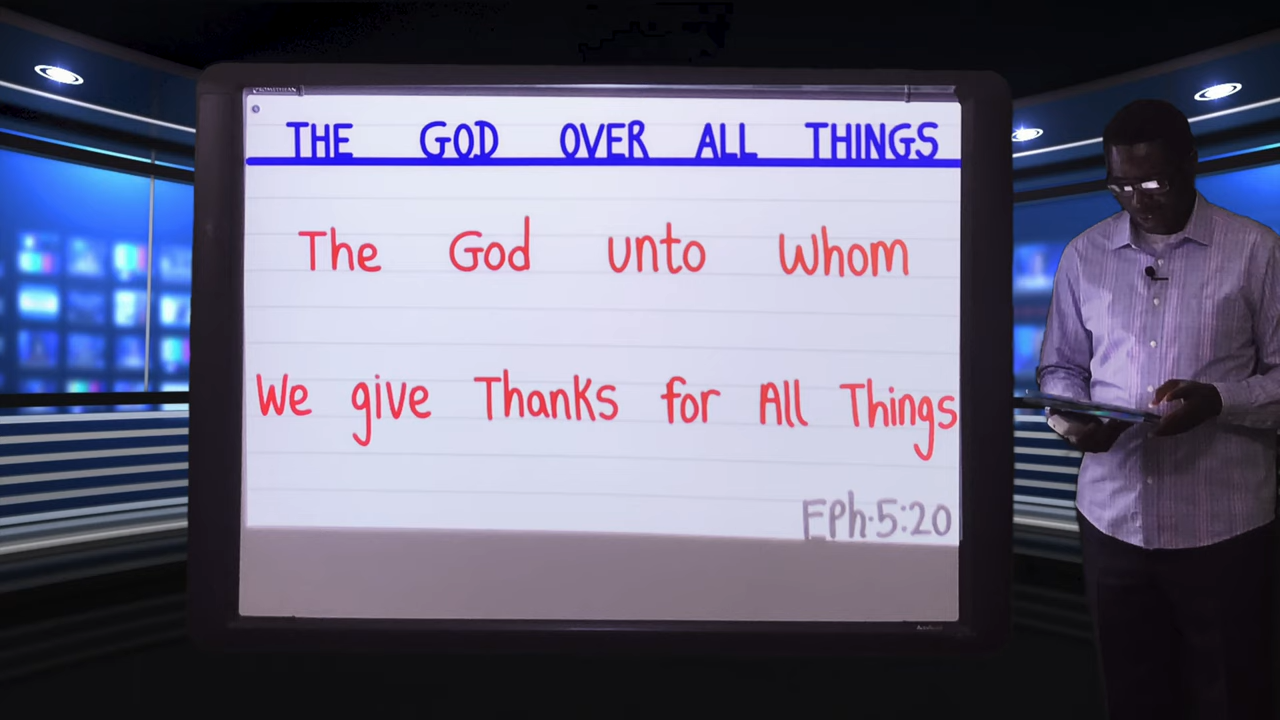 THE GOD OVER ALL THINGS
The God unto Whom
We give Thanks for All Things
EPh.5:20